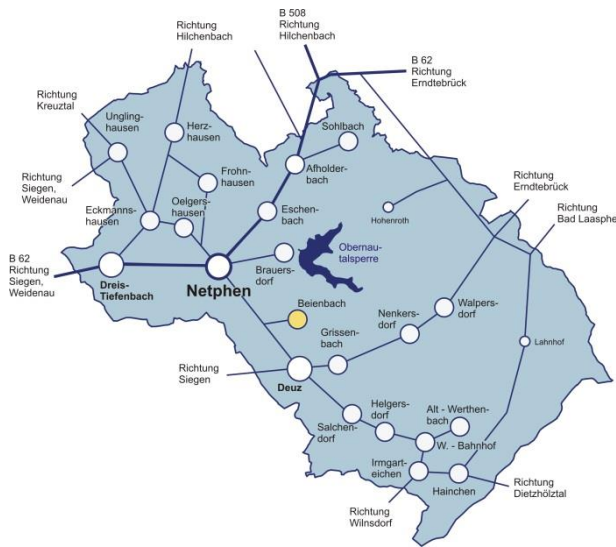 B 508
Richtung
Hilchenbach
Richtung
Hilchenbach
B 62
Richtung
Erndtebrück
Richtung
Kreuztal
Ungling-
hausen
Herz-
hausen
Sohlbach
Frohn-
hausen
Afholder-
bach
Richtung
Siegen,
Weidenau
Richtung
Erndtebrück
Oelgers-
hausen
Eckmanns-
hausen
Eschen-
bach
Hohenroth
Richtung
Bad Laasphe
Obernau-
talsperre
B 62
Richtung
Siegen,
Weidenau
Dreis-
Tiefenbach
Netphen
Brauers-
dorf
Beienbach
Walpers-
dorf
Nenkers-
dorf
Grissen-
bach
Lahnhof
Richtung
Siegen
Deuz
Helgers-
dorf
Alt - Werthen-
bach
Salchen-
dorf
W. - Bahnhof
Irmgart-
eichen
Hainchen
Richtung
Dietzhölztal
Richtung
Wilnsdorf